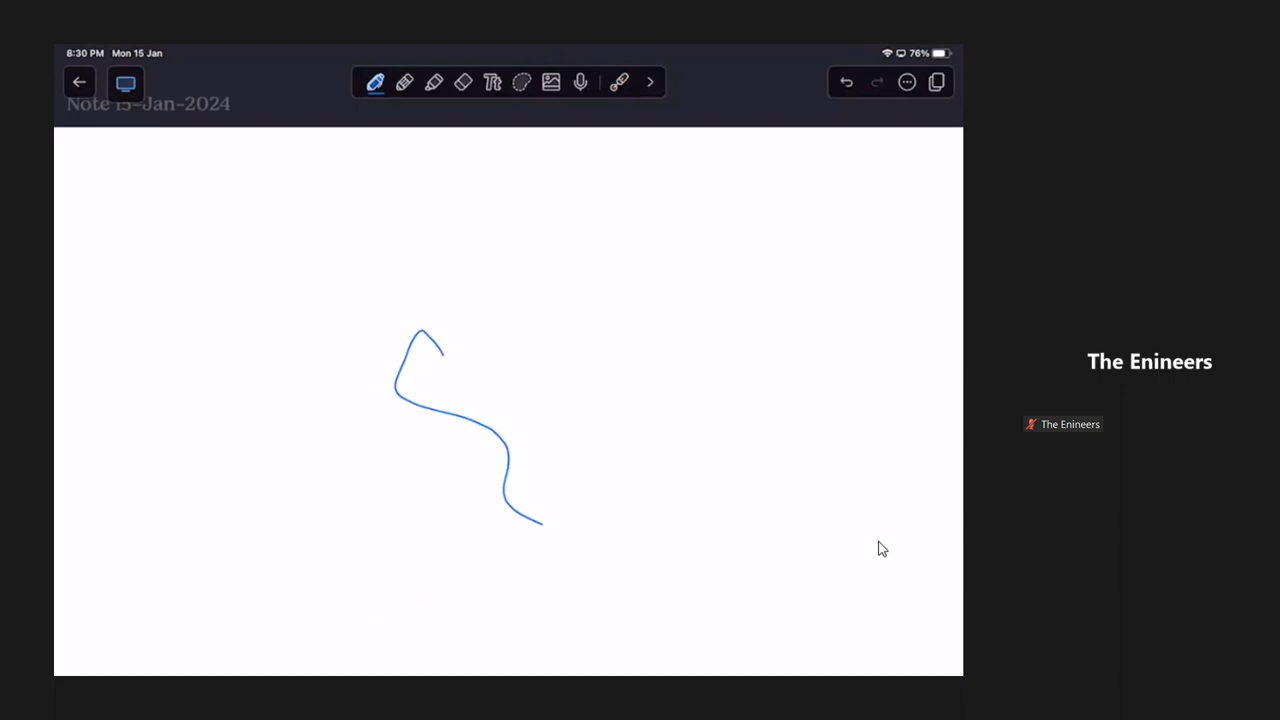 8:30 PM Mon 15 Jan
76%
Note 15-Jan-2024
The Enineers
The Enineers